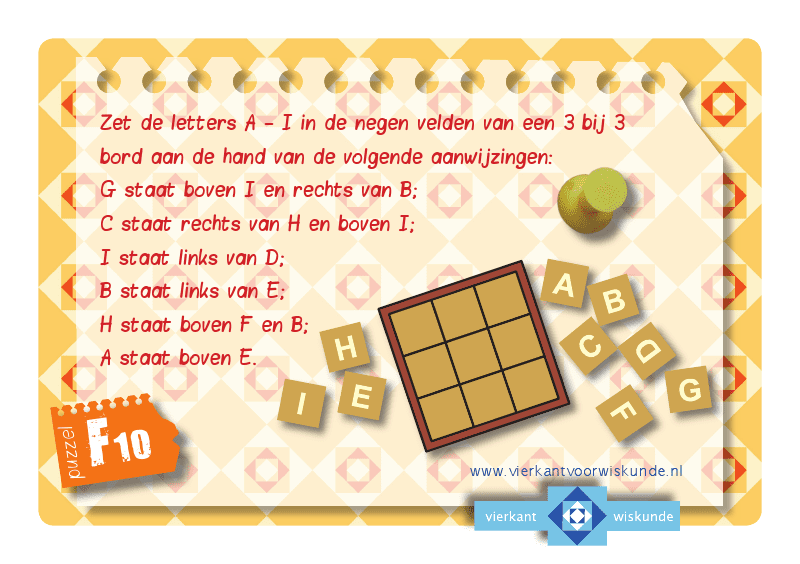 Zet de letters A - I in de negen velden van een 3 bij 3
bord aan de hand van de volgende aanwijzingen:
G staat boven I en rechts van B;
C staat rechts van H en boven I;
I staat links van D;
B staat links van E;
H staat boven F en B;
A staat boven E.
A
B
C
D
H
I
E
G
F
puzzel
F10
www.vierkantvoorwiskunde.nl
vierkant wiskunde